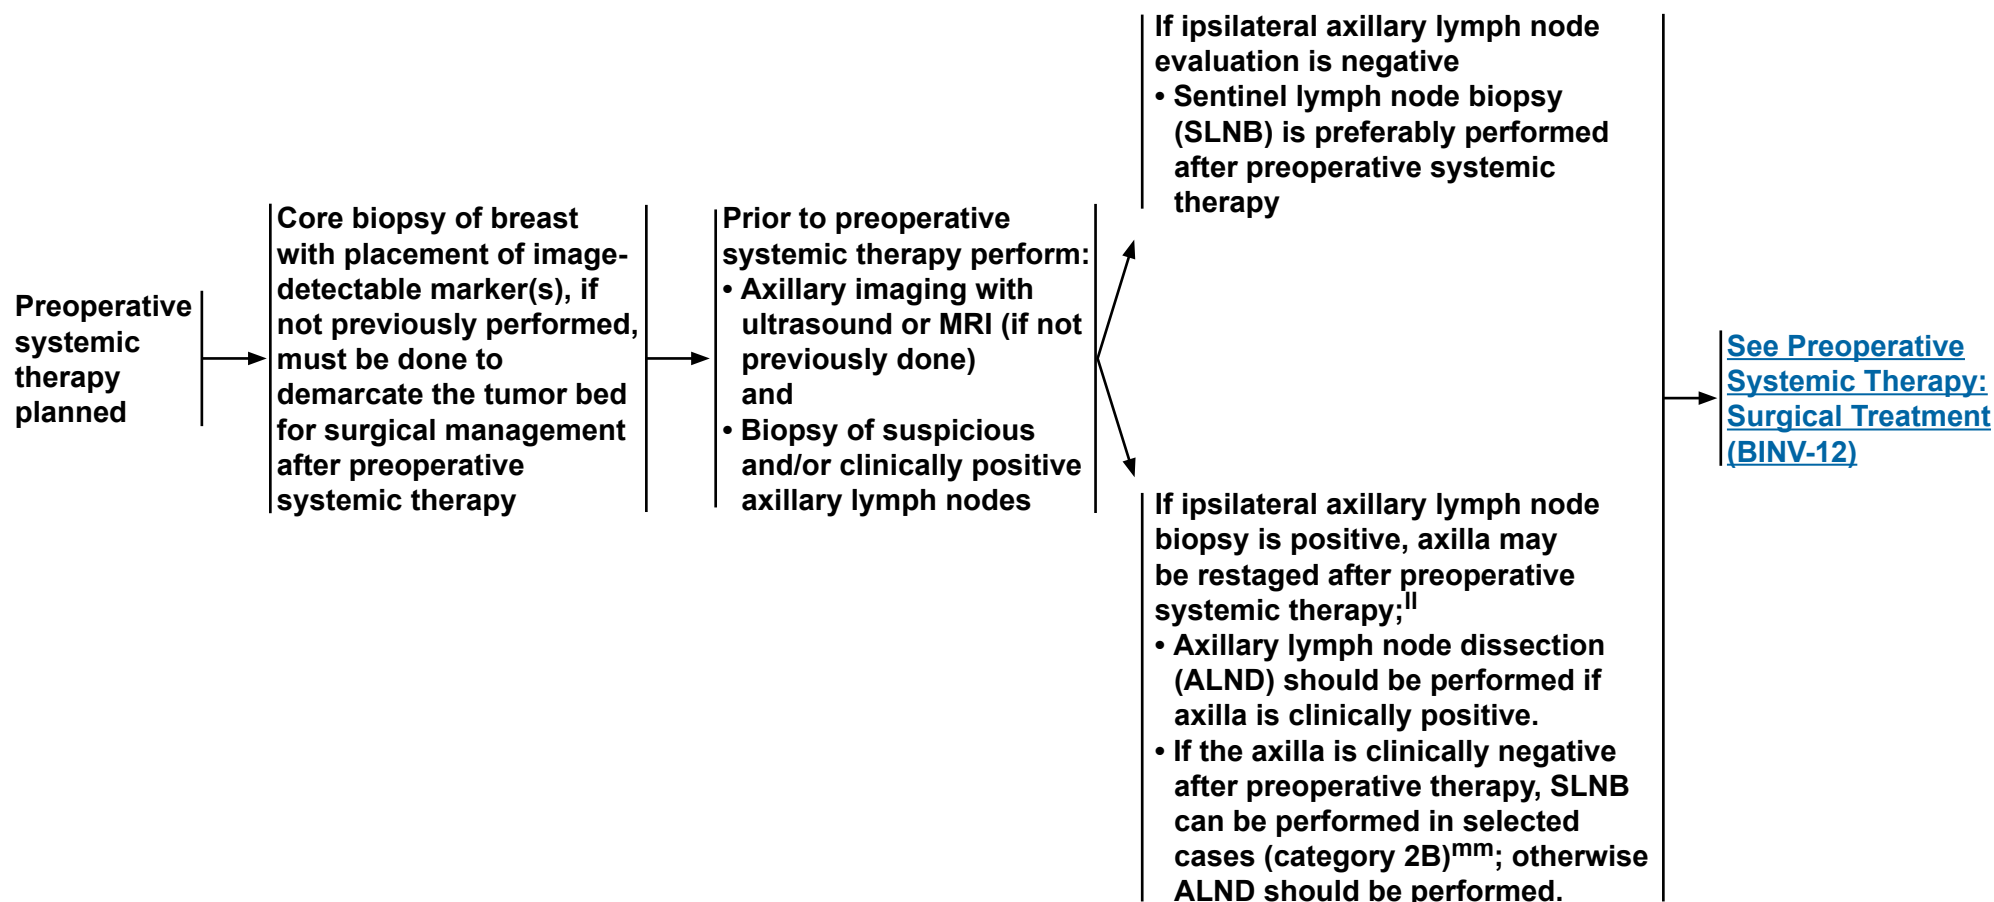 Preoperative
systemic
therapy
planned
Core biopsy of breast
with placement of image-
detectable marker(s), if
not previously performed,
must be done to
demarcate the tumor bed
for surgical management
after preoperative
systemic therapy
Prior to preoperative
systemic therapy perform:
• Axillary imaging with
ultrasound or MRI (if not
previously done)
and
• Biopsy of suspicious
and/or clinically positive
axillary lymph nodes
If ipsilateral axillary lymph node
evaluation is negative
• Sentinel lymph node biopsy
(SLNB) is preferably performed
after preoperative systemic
therapy
If ipsilateral axillary lymph node
biopsy is positive, axilla may
be restaged after preoperative
systemic therapy;ll
• Axillary lymph node dissection
(ALND) should be performed if
axilla is clinically positive.
• If the axilla is clinically negative
after preoperative therapy, SLNB
can be performed in selected
cases (category 2B)mm; otherwise
ALND should be performed.
See Preoperative
Systemic Therapy:
Surgical Treatment
(BINV-12)